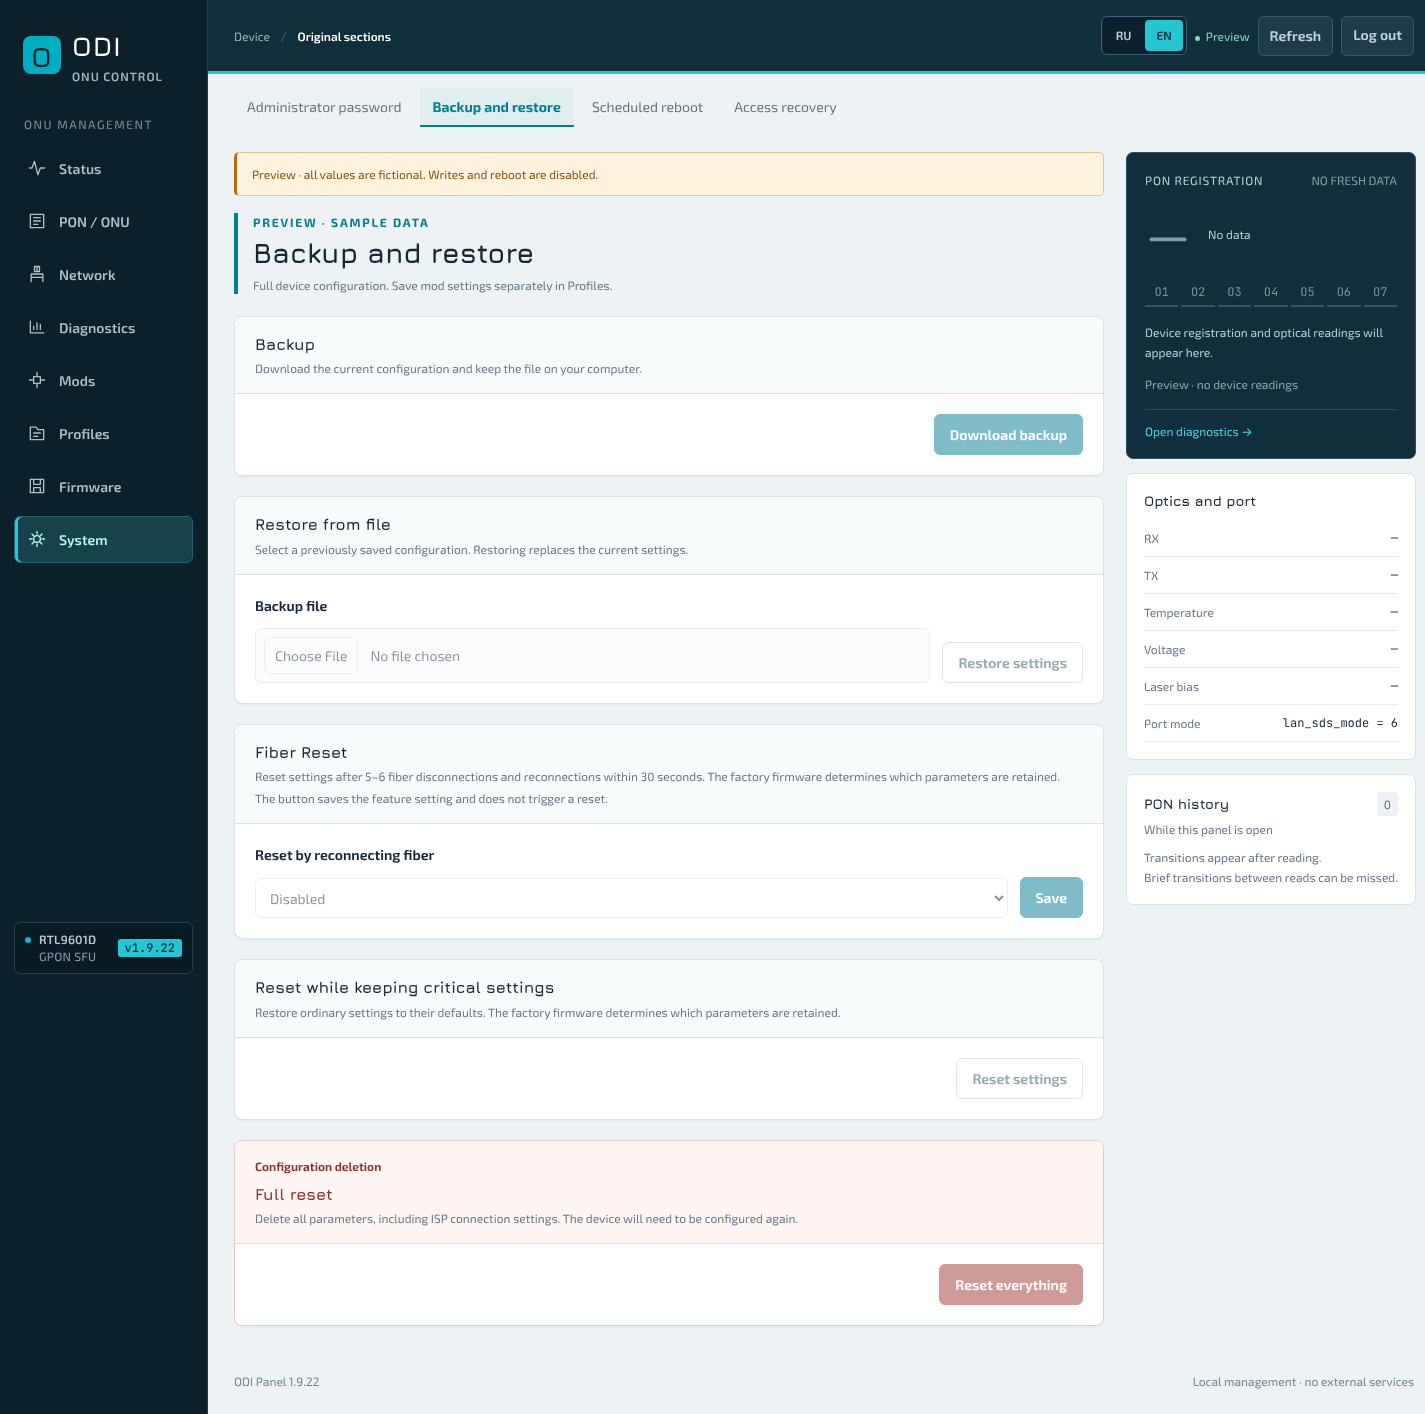 ODI
ONU CONTROL
ONU MANAGEMENT
Status
PON / ONU
Network
Diagnostics
Mods
Profiles
Firmware
System
RTL9601D
GPON SFU
v1.9.22
Device / Original sections
RU
EN
Preview
Refresh
Log out
Administrator password
Backup and restore
Scheduled reboot
Access recovery
Preview · all values are fictional. Writes and reboot are disabled.
PREVIEW · SAMPLE DATA
Backup and restore
Full device configuration. Save mod settings separately in Profiles.
Backup
Download the current configuration and keep the file on your computer.
Download backup
Restore from file
Select a previously saved configuration. Restoring replaces the current settings.
Backup file
Choose File
No file chosen
Restore settings
Fiber Reset
Reset settings after 5–6 fiber disconnections and reconnections within 30 seconds. The factory firmware determines which parameters are retained.
The button saves the feature setting and does not trigger a reset.
Reset by reconnecting fiber
Disabled
Save
Reset while keeping critical settings
Restore ordinary settings to their defaults. The factory firmware determines which parameters are retained.
Reset settings
Configuration deletion
Full reset
Delete all parameters, including ISP connection settings. The device will need to be configured again.
Reset everything
PON REGISTRATION
NO FRESH DATA
— No data
01 02 03 04 05 06 07
Device registration and optical readings will
appear here.
Preview · no device readings
Open diagnostics →
Optics and port
RX —
TX —
Temperature —
Voltage —
Laser bias —
Port mode lan_sds_mode = 6
PON history
0
While this panel is open
Transitions appear after reading.
Brief transitions between reads can be missed.
ODI Panel 1.9.22
Local management · no external services